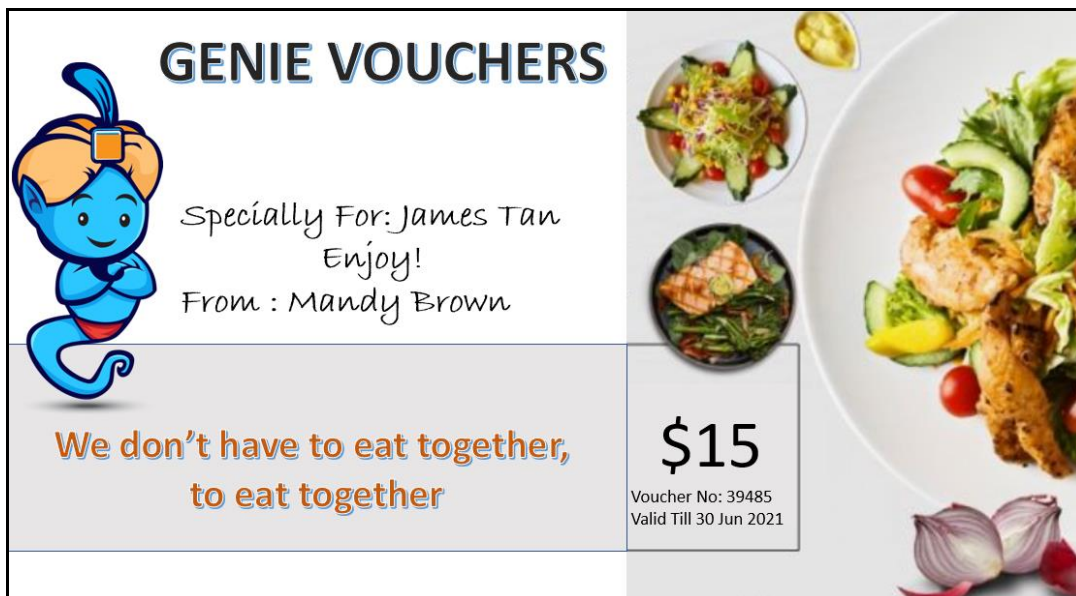 GENIE VOUCHERS
Specially For: James Tan
Enjoy!
From : Mandy Brown
We don't have to eat together,
to eat together
$15
Voucher No: 39485
Valid Till 30 Jun 2021